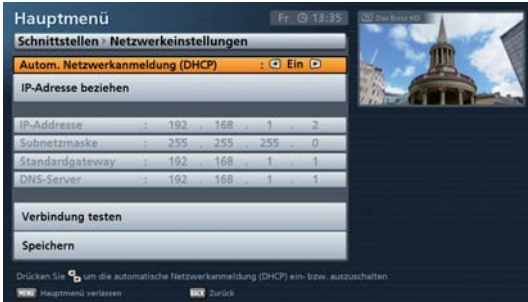 Hauptmenü
Fr 13:35
Das Erste HD
Schnittstellen Netzwerkeinstellungen
Autom. Netzwerkanmeldung (DHCP) : Ein
IP-Adresse beziehen
IP-Addresse : 192 . 168 . 1 . 2
Subnetzmaske : 255 . 255 . 255 . 0
Standardgateway : 192 . 168 . 1 . 1
DNS-Server : 192 . 168 . 1 . 1
Verbindung testen
Speichern
Drücken Sie um die automatische Netzwerkanmeldung (DHCP) ein- bzw. auszuschalten
MENU Hauptmenü verlassen BACK Zurück